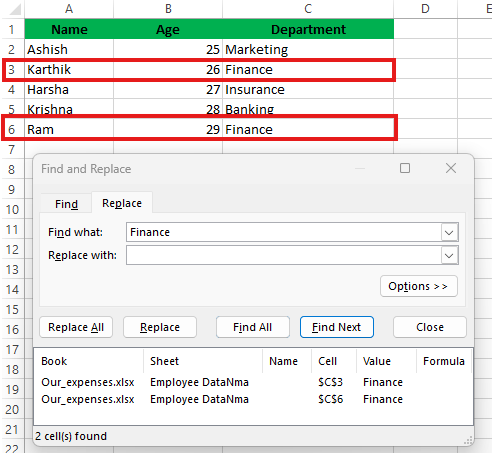 A B C D E
1 Name Age Department
2 Ashish 25 Marketing
3 Karthik 26 Finance
4 Harsha 27 Insurance
5 Krishna 28 Banking
6 Ram 29 Finance
7
8
Find and Replace
9
10
Find Replace
11
Find what: Finance
12
Replace with:
13
14
Options >>
15
16
Replace All Replace Find All Find Next Close
17
18
Book Sheet Name Cell Value Formula
19
Our_expenses.xlsx Employee DataNma $C$3 Finance
20
Our_expenses.xlsx Employee DataNma $C$6 Finance
21
2 cell(s) found
22